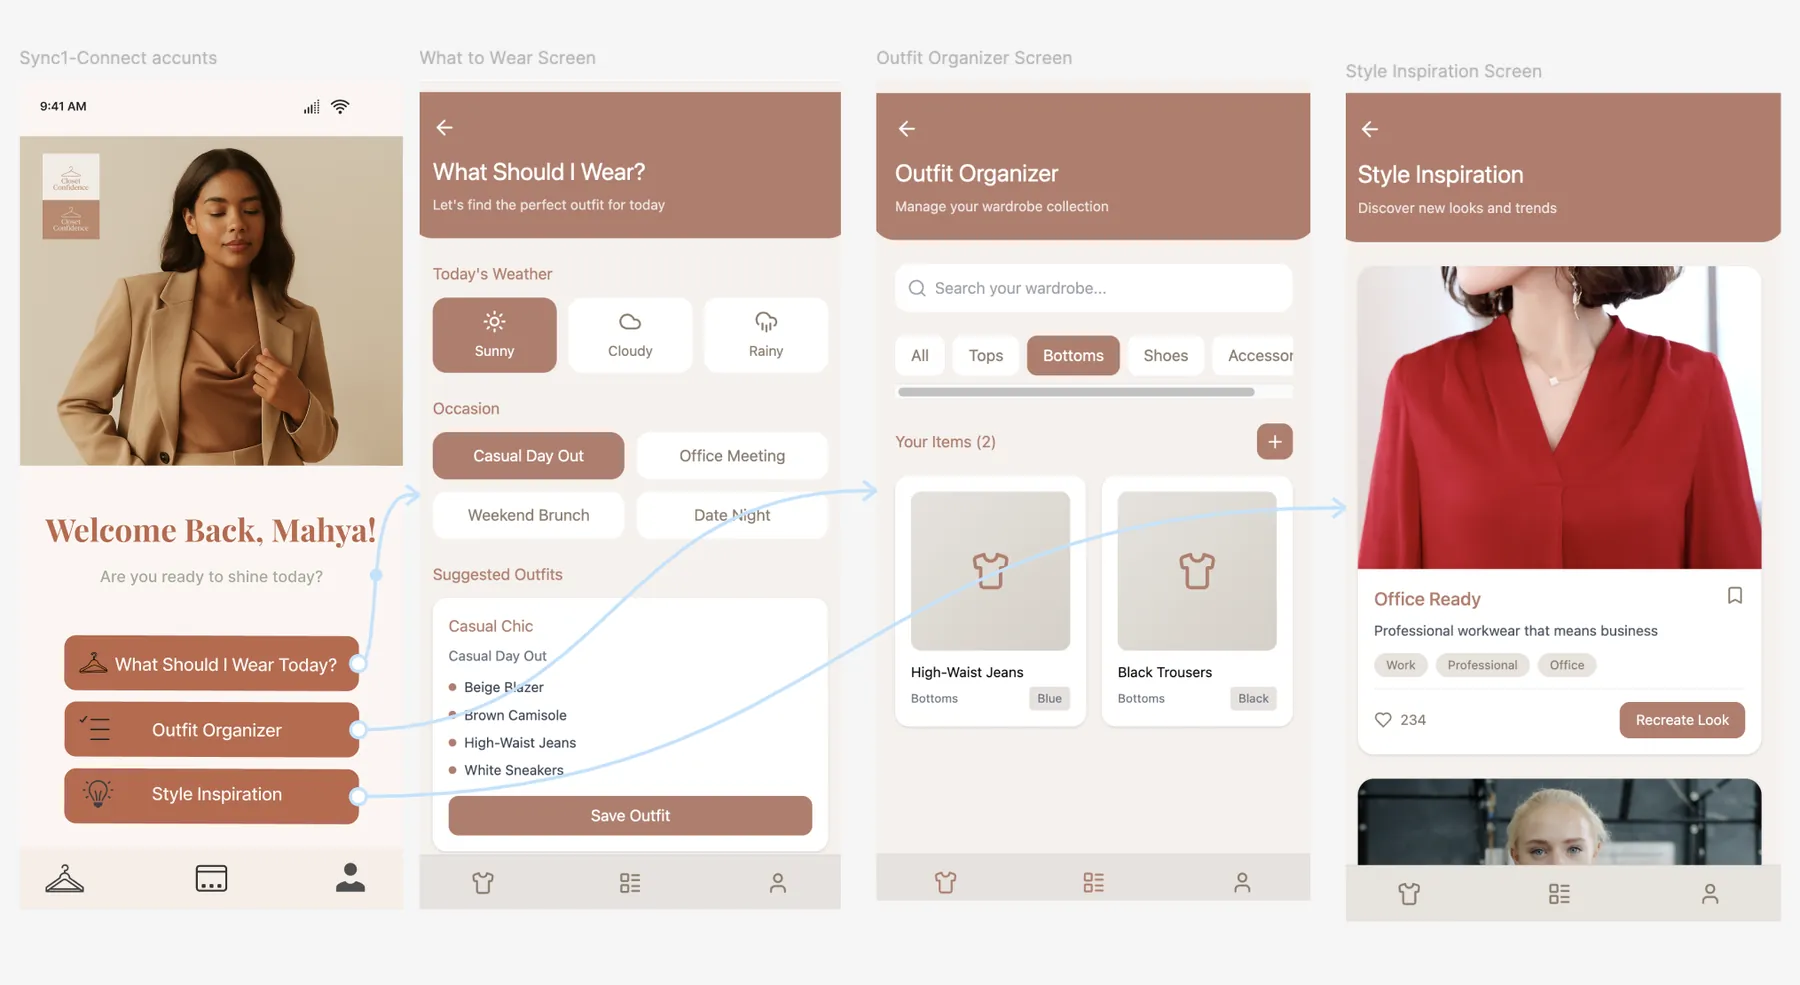 Sync1-Connect accunts
9:41 AM
Closet
Confidence
Closet
Confidence
Welcome Back, Mahya!
Are you ready to shine today?
What Should I Wear Today?
Outfit Organizer
Style Inspiration
What to Wear Screen
What Should I Wear?
Let's find the perfect outfit for today
Today's Weather
Sunny
Cloudy
Rainy
Occasion
Casual Day Out
Office Meeting
Weekend Brunch
Date Night
Suggested Outfits
Casual Chic
Casual Day Out
Beige Blazer
Brown Camisole
High-Waist Jeans
White Sneakers
Save Outfit
Outfit Organizer Screen
Outfit Organizer
Manage your wardrobe collection
Search your wardrobe...
All
Tops
Bottoms
Shoes
Accessor
Your Items (2)
+
High-Waist Jeans
Bottoms
Blue
Black Trousers
Bottoms
Black
Style Inspiration Screen
Style Inspiration
Discover new looks and trends
Office Ready
Professional workwear that means business
Work
Professional
Office
234
Recreate Look